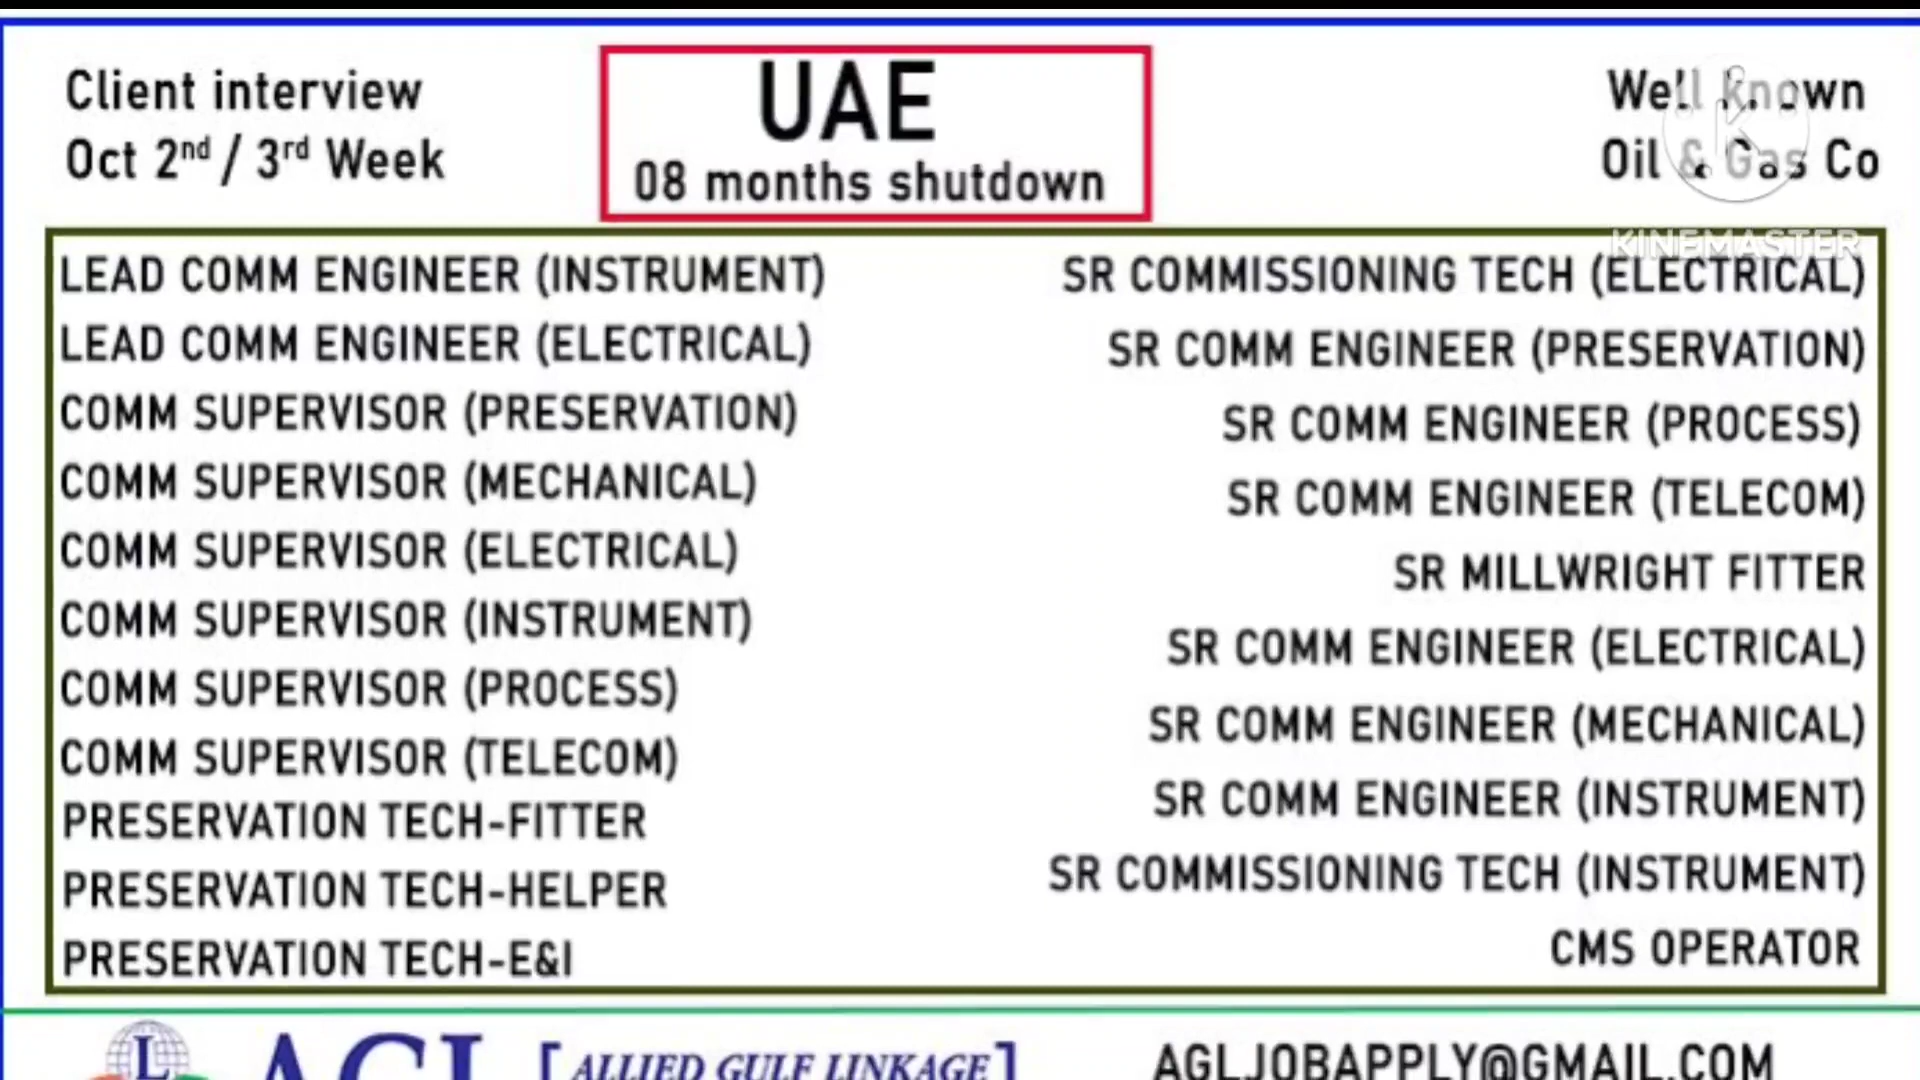 Client interview
Oct 2nd / 3rd Week
UAE
08 months shutdown
Well known
Oil & Gas Co
KINEMASTER
LEAD COMM ENGINEER (INSTRUMENT)
LEAD COMM ENGINEER (ELECTRICAL)
COMM SUPERVISOR (PRESERVATION)
COMM SUPERVISOR (MECHANICAL)
COMM SUPERVISOR (ELECTRICAL)
COMM SUPERVISOR (INSTRUMENT)
COMM SUPERVISOR (PROCESS)
COMM SUPERVISOR (TELECOM)
PRESERVATION TECH-FITTER
PRESERVATION TECH-HELPER
PRESERVATION TECH-E&I
SR COMMISSIONING TECH (ELECTRICAL)
SR COMM ENGINEER (PRESERVATION)
SR COMM ENGINEER (PROCESS)
SR COMM ENGINEER (TELECOM)
SR MILLWRIGHT FITTER
SR COMM ENGINEER (ELECTRICAL)
SR COMM ENGINEER (MECHANICAL)
SR COMM ENGINEER (INSTRUMENT)
SR COMMISSIONING TECH (INSTRUMENT)
CMS OPERATOR
L
AGL
[ALLIED GULF LINKAGE]
AGLJOBAPPLY@GMAIL.COM